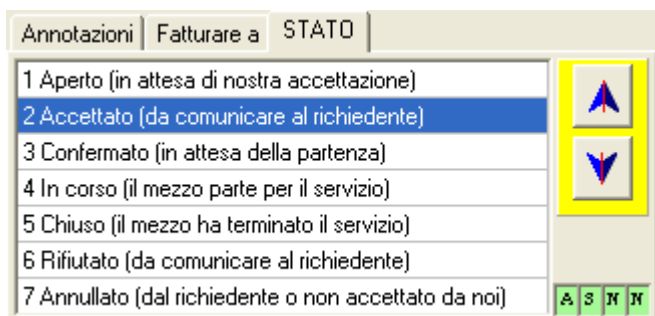 Annotazioni Fatturare a STATO
1 Aperto (in attesa di nostra accettazione)
2 Accettato (da comunicare al richiedente)
3 Confermato (in attesa della partenza)
4 In corso (il mezzo parte per il servizio)
5 Chiuso (il mezzo ha terminato il servizio)
6 Rifiutato (da comunicare al richiedente)
7 Annullato (dal richiedente o non accettato da noi)
A S N N